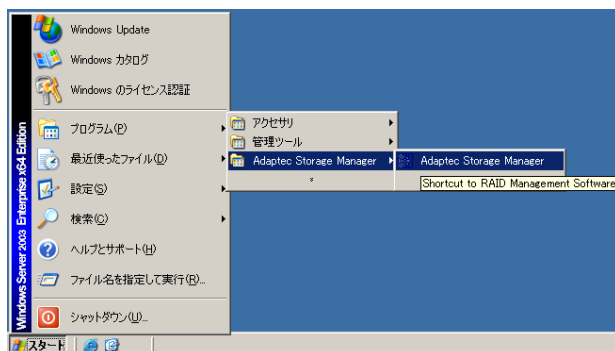 Windows Update
Windows カタログ
Windows のライセンス認証
プログラム(P)
最近使ったファイル(D)
設定(S)
検索(C)
ヘルプとサポート(H)
ファイル名を指定して実行(R)...
シャットダウン(U)...
Windows Server 2003 Enterprise x64 Edition
アクセサリ
管理ツール
Adaptec Storage Manager
Adaptec Storage Manager
Shortcut to RAID Management Software
スタート